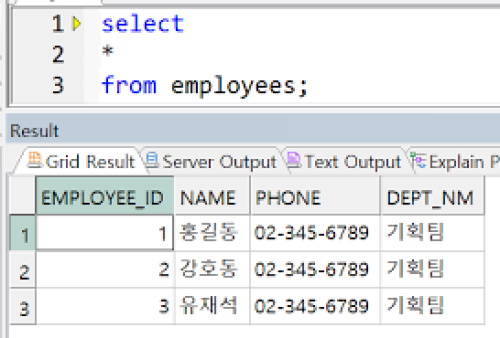 1 select
2 *
3 from employees;
Result
Grid Result Server Output Text Output Explain P
EMPLOYEE_ID NAME PHONE DEPT_NM
1 1 홍길동 02-345-6789 기획팀
2 2 강호동 02-345-6789 기획팀
3 3 유재석 02-345-6789 기획팀